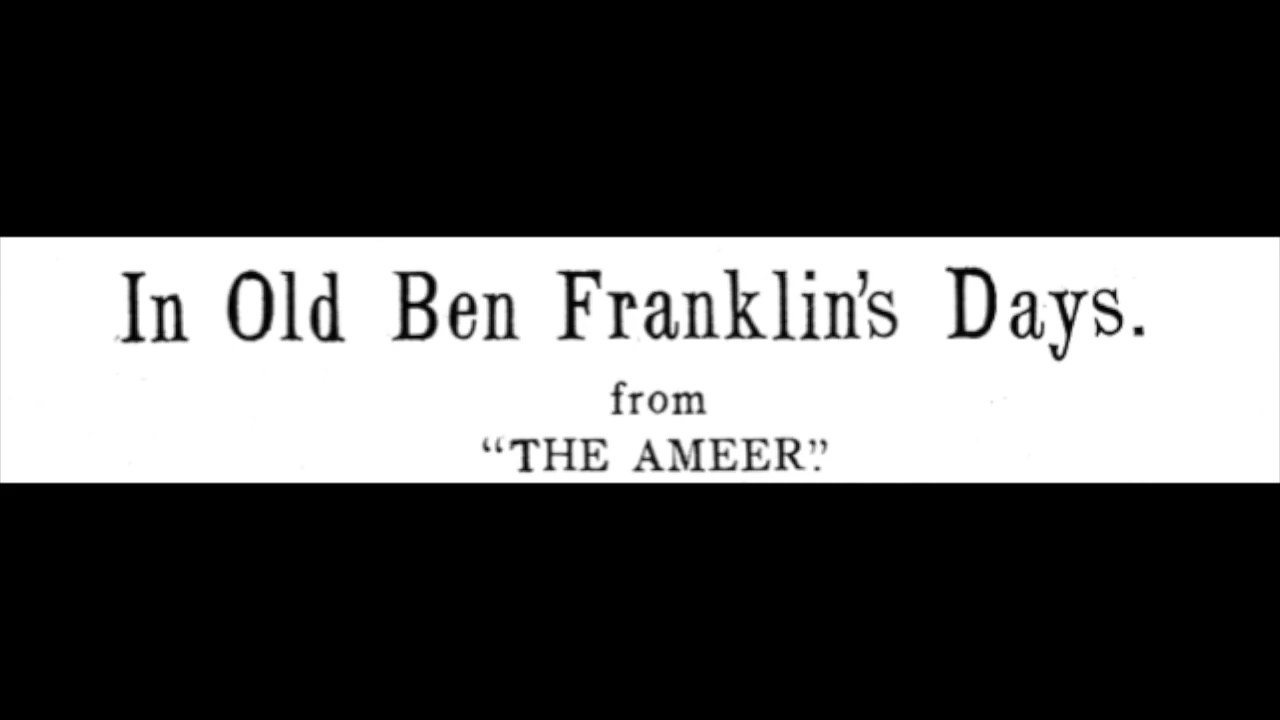 In Old Ben Franklin's Days.
from
“THE AMEER.”